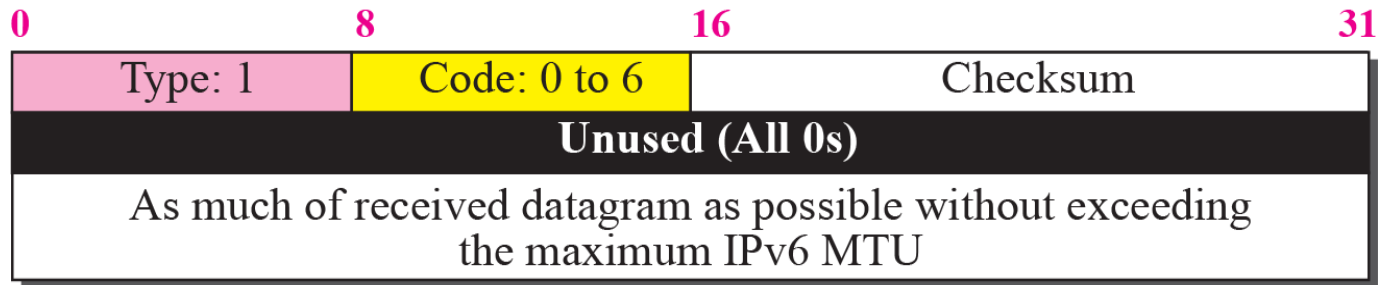 0 8 16 31
Type: 1 Code: 0 to 6 Checksum
Unused (All 0s)
As much of received datagram as possible without exceeding
the maximum IPv6 MTU